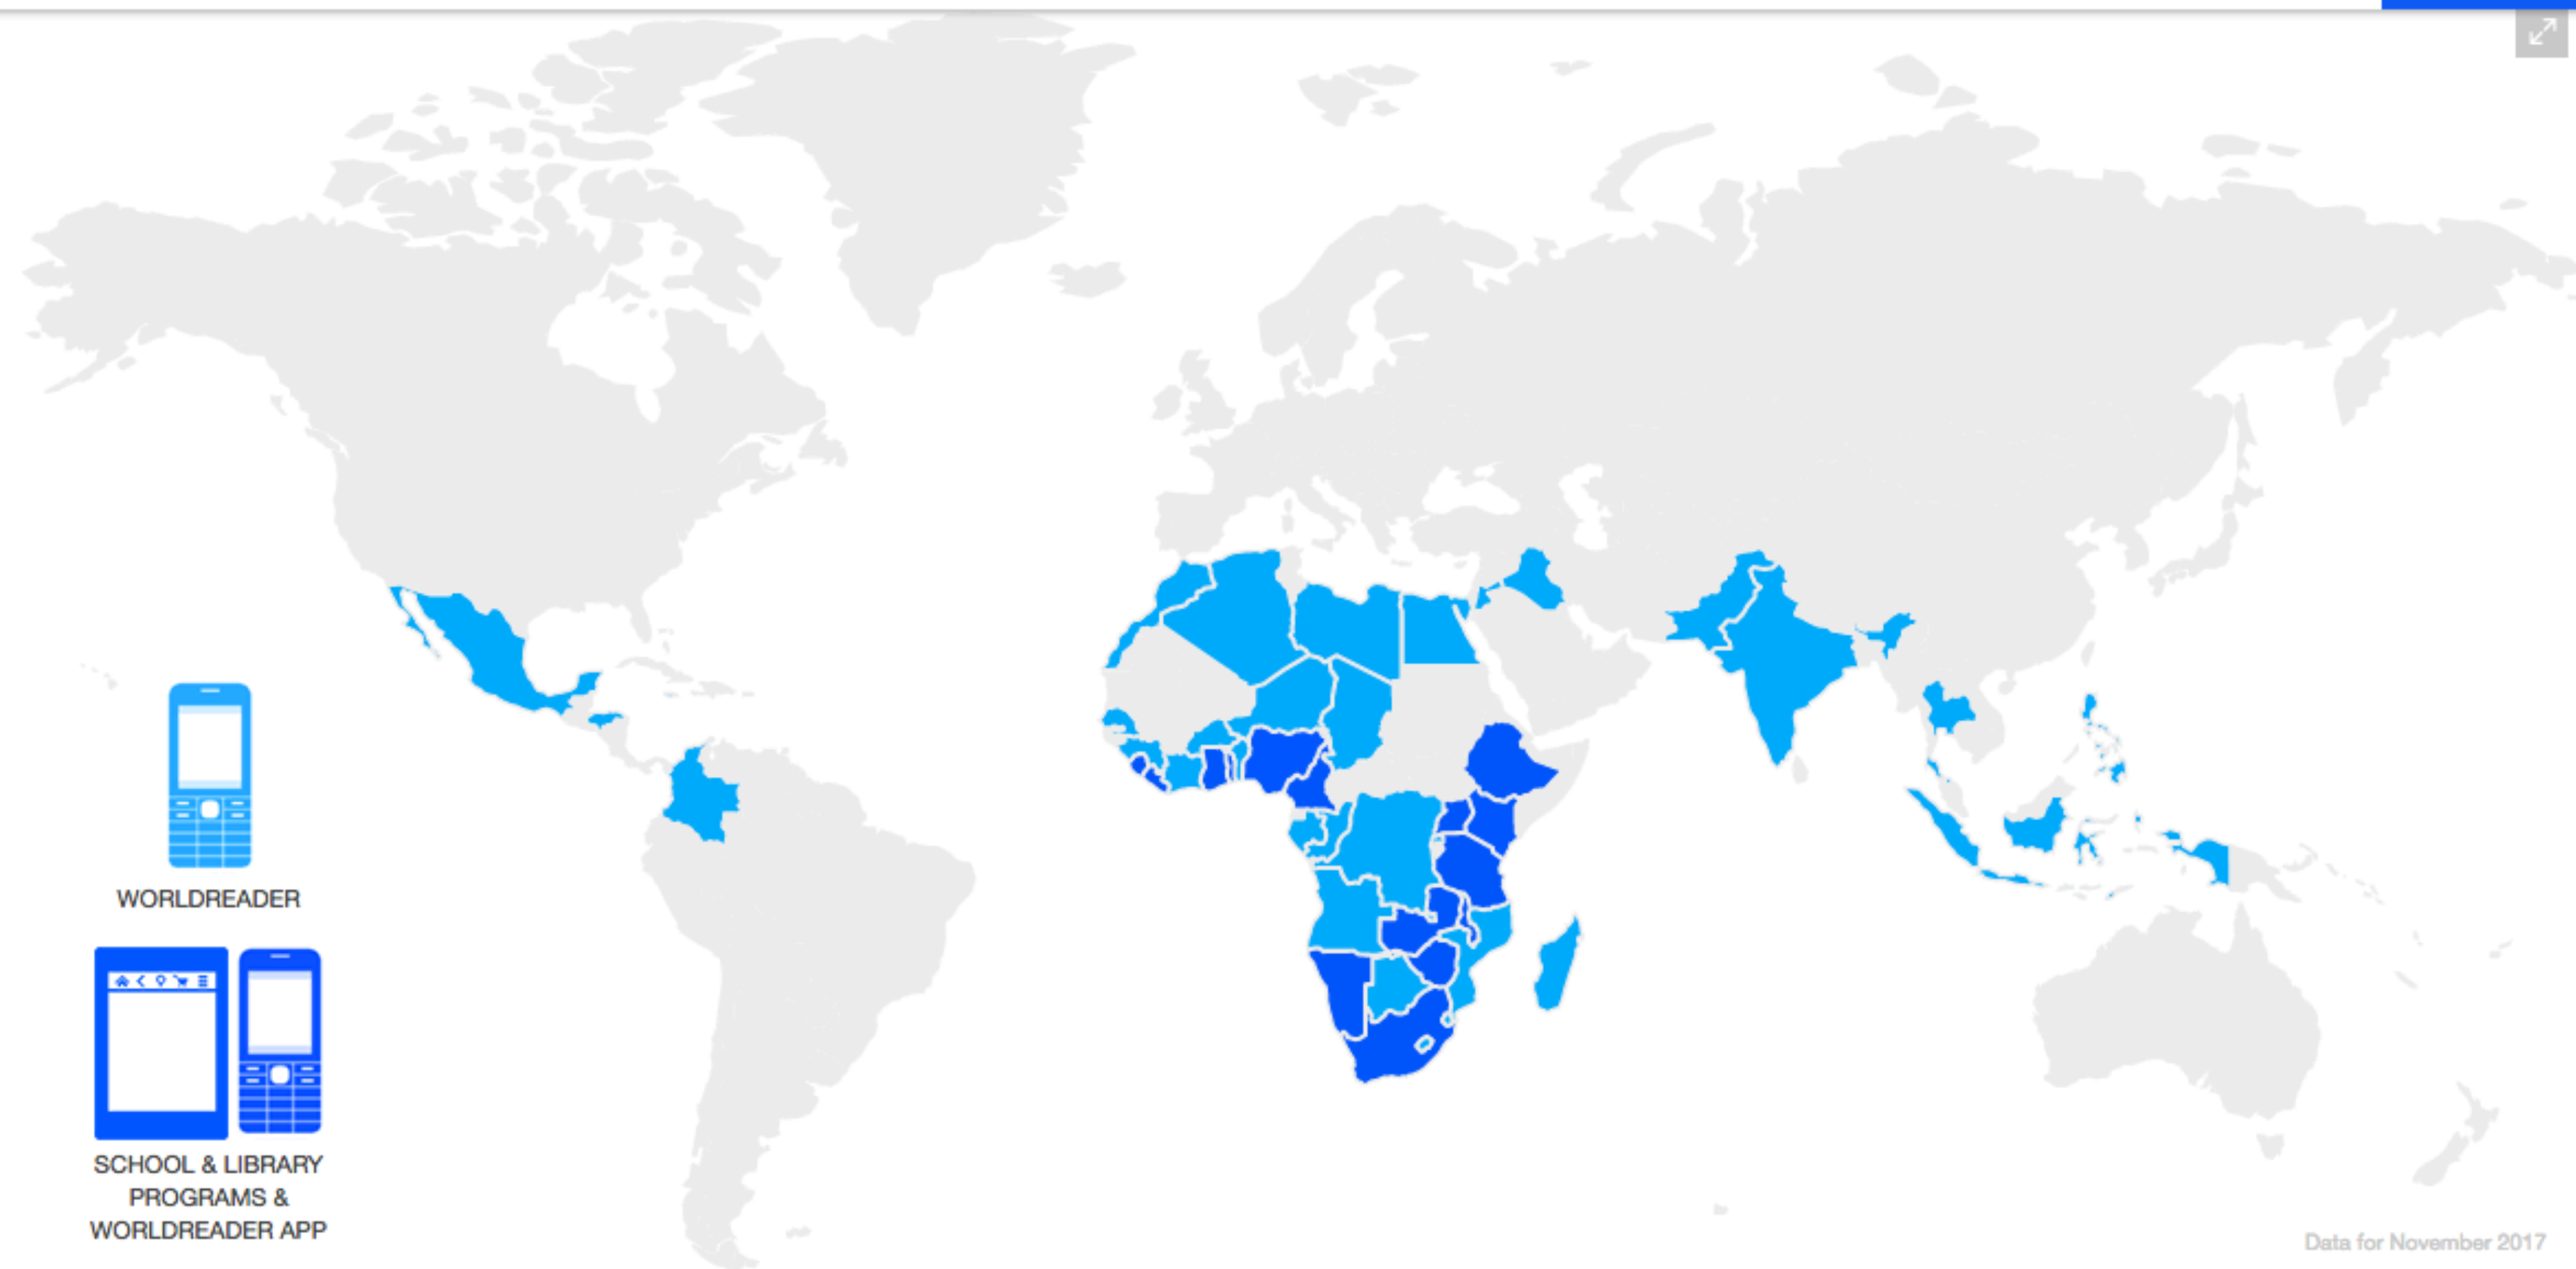 WORLDREADER
SCHOOL & LIBRARY
PROGRAMS &
WORLDREADER APP
Data for November 2017